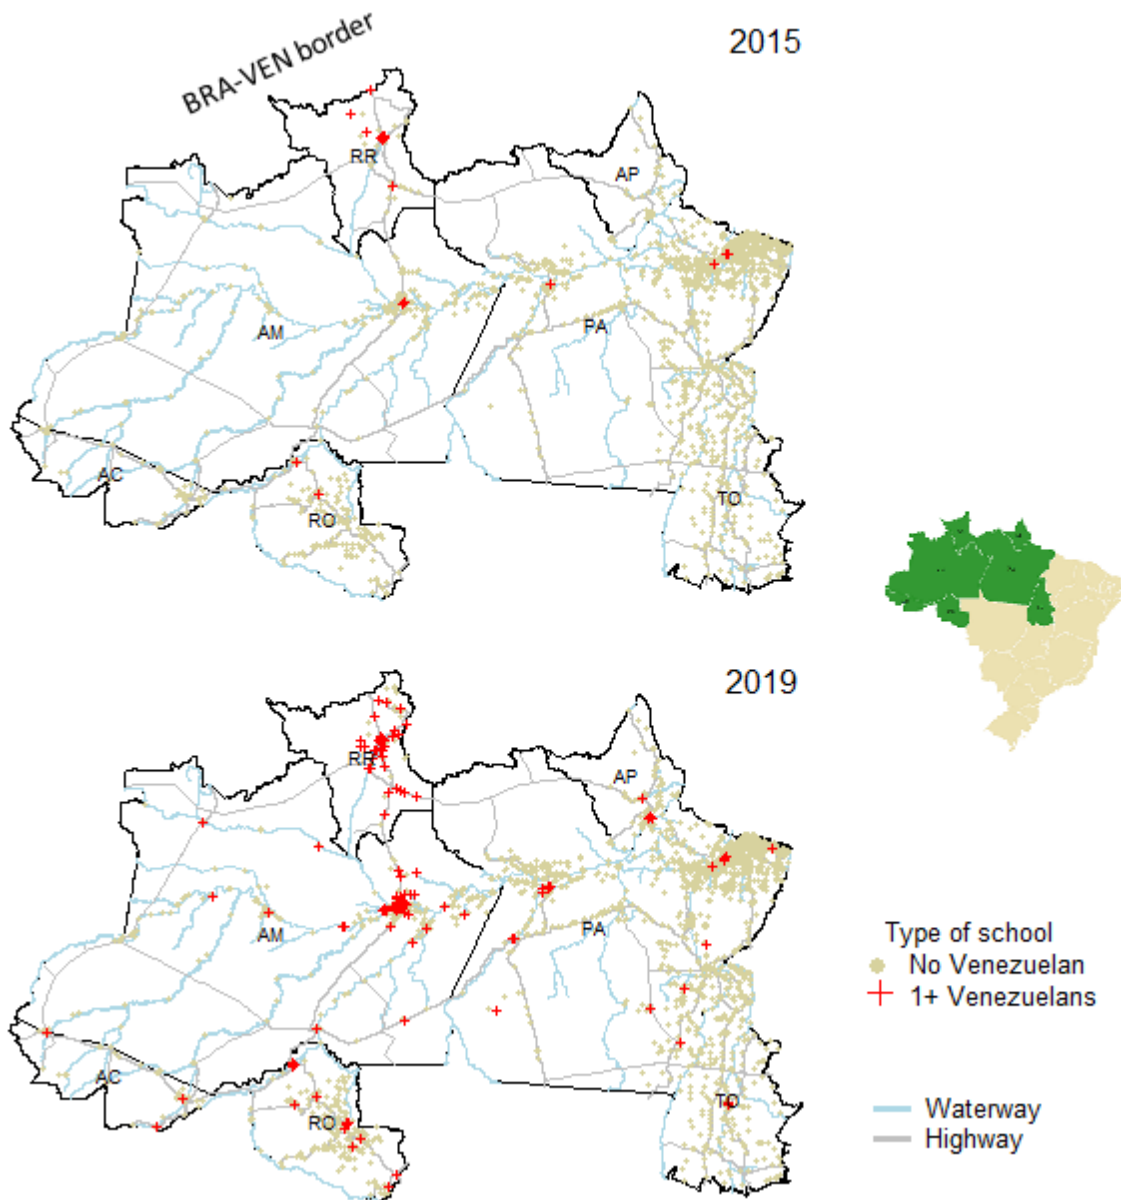 BRA-VEN border
2015
RR
AP
AM
PA
AC
RO
TO
2019
RR
AP
AM
PA
AC
RO
TO
Type of school
No Venezuelan
1+ Venezuelans
Waterway
Highway